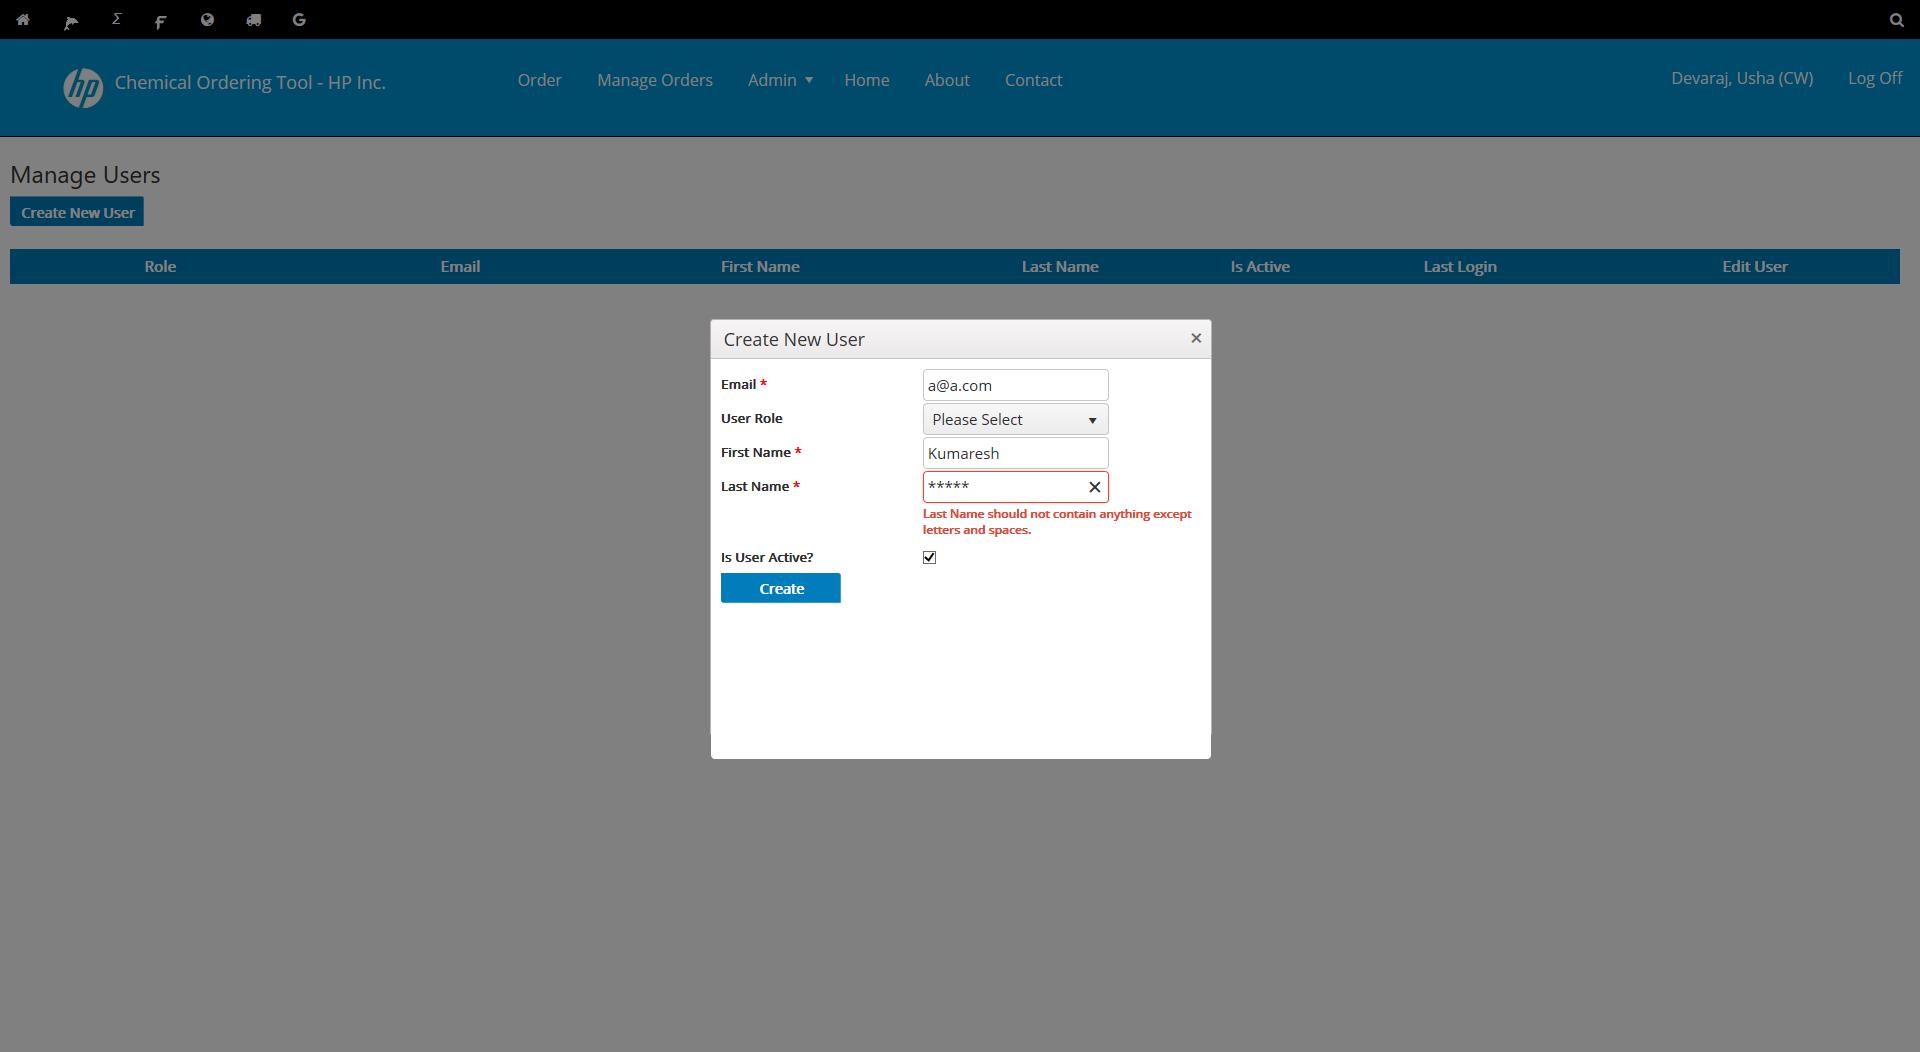 Σ
G
hp
Chemical Ordering Tool - HP Inc.
Order
Manage Orders
Admin
Home
About
Contact
Devaraj, Usha (CW)
Log Off
Manage Users
Create New User
Role
Email
First Name
Last Name
Is Active
Last Login
Edit User
Create New User
Email *
a@a.com
User Role
Please Select
First Name *
Kumaresh
Last Name *
*****
Last Name should not contain anything except
letters and spaces.
Is User Active?
Create